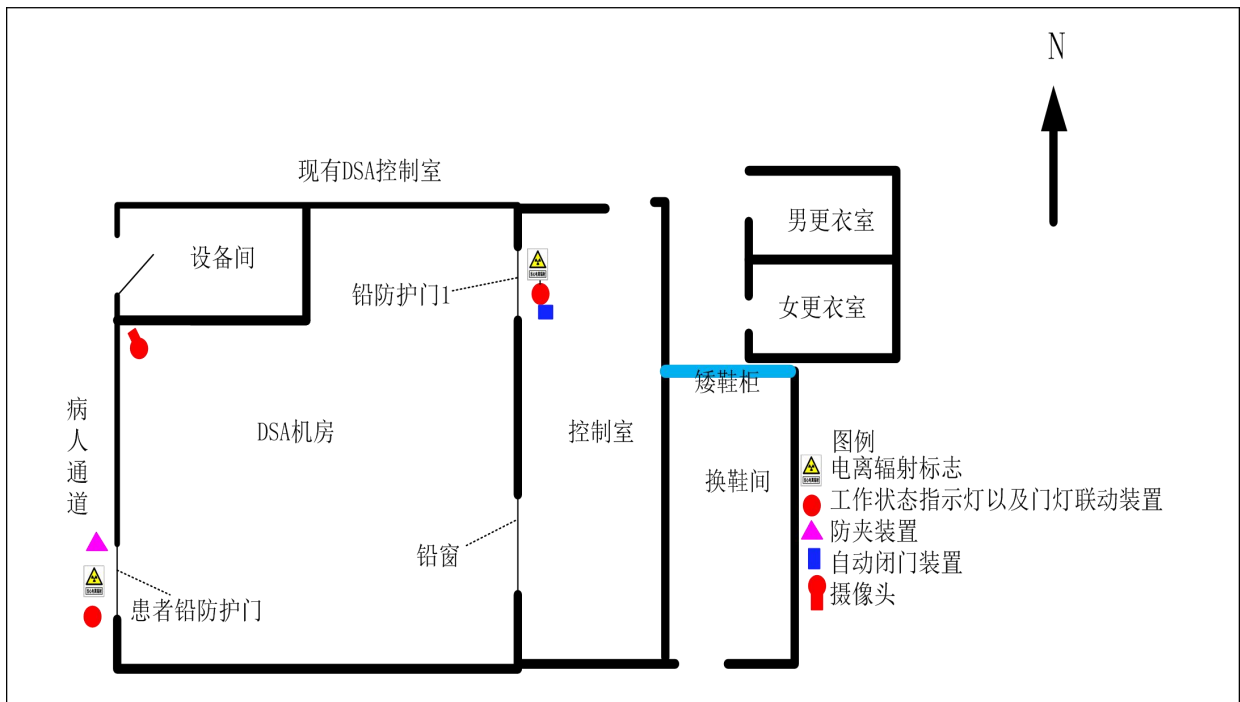 N
现有DSA控制室
男更衣室
设备间
铅防护门1
女更衣室
矮鞋柜
病人通道
DSA机房
控制室
换鞋间
铅窗
患者铅防护门
图例
电离辐射标志
工作状态指示灯以及门灯联动装置
防夹装置
自动闭门装置
摄像头